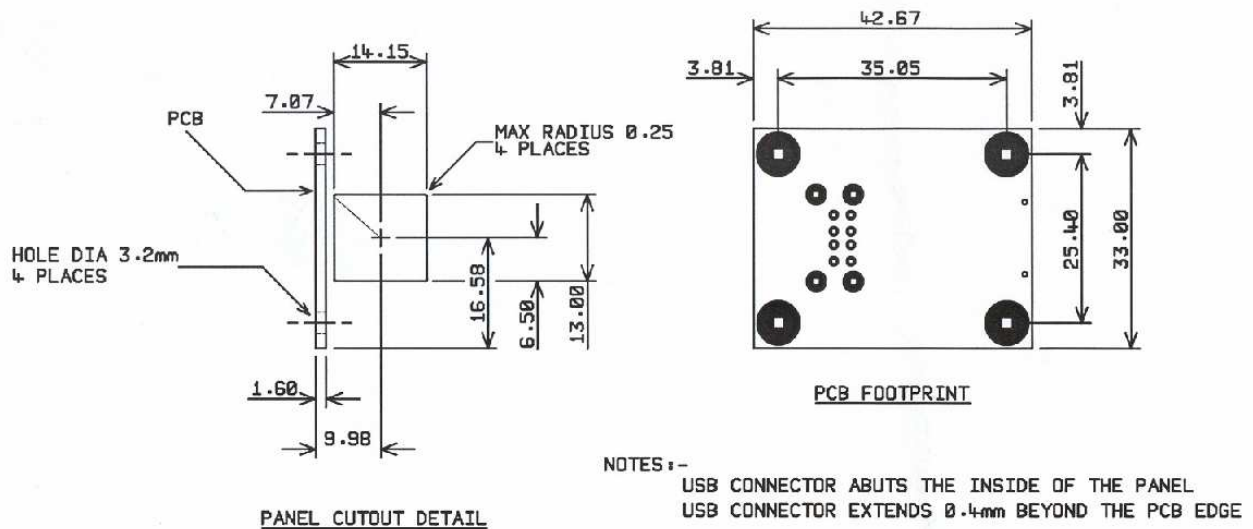 42.67
14.15
3.81
35.05
3.81
7.07
PCB
MAX RADIUS 0.25
4 PLACES
HOLE DIA 3.2mm
4 PLACES
16.58
6.50
13.00
25.40
33.00
1.60
9.98
PCB FOOTPRINT
PANEL CUTOUT DETAIL
NOTES:-
USB CONNECTOR ABUTS THE INSIDE OF THE PANEL
USB CONNECTOR EXTENDS 0.4mm BEYOND THE PCB EDGE